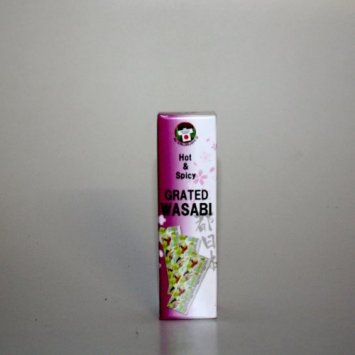 Hot
&
Spicy
GRATED
WASABI